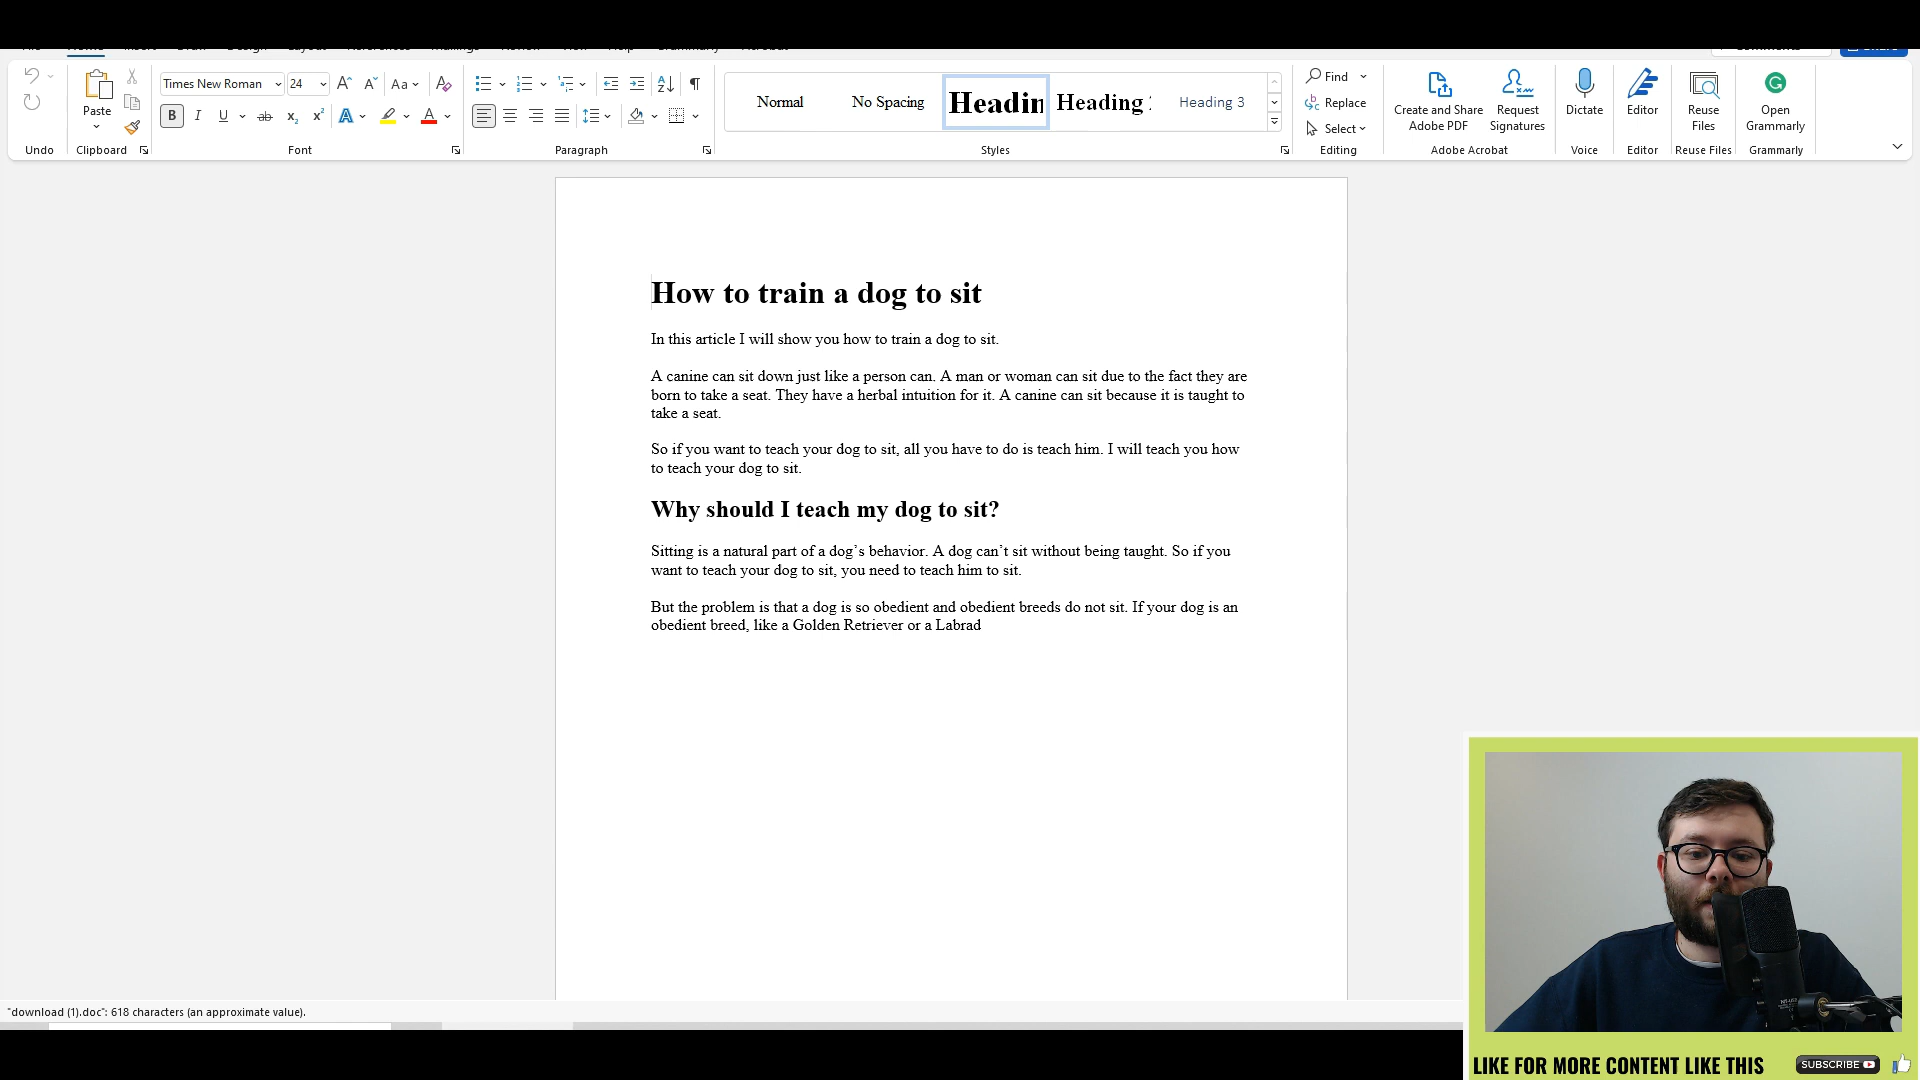 Times New Roman
24
Aa
Normal
No Spacing
Headin
Heading
Heading 3
Find
Replace
Select
Paste
Create and Share
Adobe PDF
Request
Signatures
Dictate
Editor
Reuse
Files
Open
Grammarly
Undo
Clipboard
Font
Paragraph
Styles
Editing
Adobe Acrobat
Voice
Editor
Reuse Files
Grammarly
How to train a dog to sit
In this article I will show you how to train a dog to sit.
A canine can sit down just like a person can. A man or woman can sit due to the fact they are
born to take a seat. They have a herbal intuition for it. A canine can sit because it is taught to
take a seat.
So if you want to teach your dog to sit, all you have to do is teach him. I will teach you how
to teach your dog to sit.
Why should I teach my dog to sit?
Sitting is a natural part of a dog’s behavior. A dog can’t sit without being taught. So if you
want to teach your dog to sit, you need to teach him to sit.
But the problem is that a dog is so obedient and obedient breeds do not sit. If your dog is an
obedient breed, like a Golden Retriever or a Labrad
"download (1).doc": 618 characters (an approximate value).
LIKE FOR MORE CONTENT LIKE THIS
SUBSCRIBE